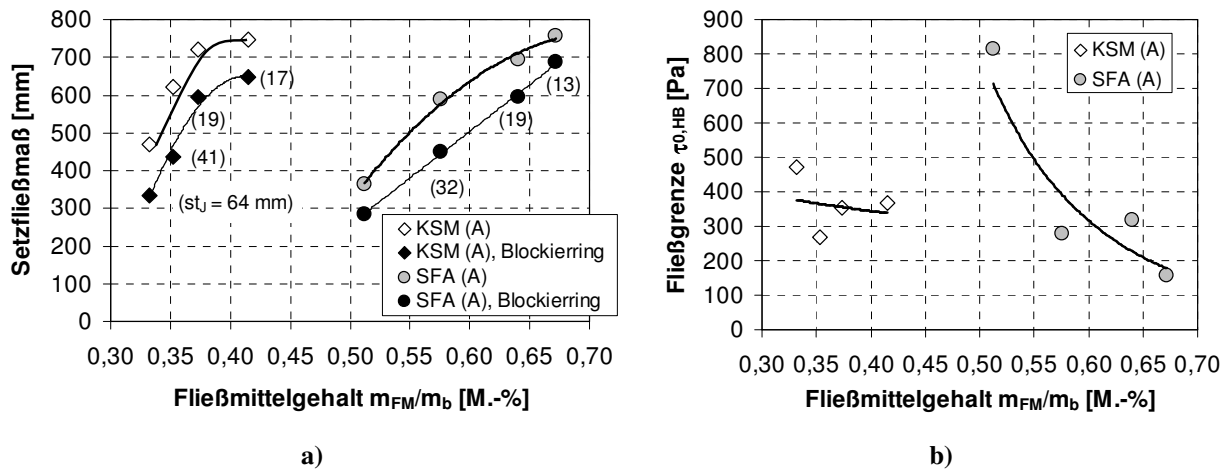 Setzfließmaß [mm]
800
700
600
500
400
300
200
100
0
(17)
(19)
(41)
(st_J = 64 mm)
(13)
(19)
(32)
KSM (A)
KSM (A), Blockierring
SFA (A)
SFA (A), Blockierring
0,30 0,35 0,40 0,45 0,50 0,55 0,60 0,65 0,70
Fließmittelgehalt m_FM/m_b [M.-%]
a)
Fließgrenze τ_0,HB [Pa]
900
800
700
600
500
400
300
200
100
0
KSM (A)
SFA (A)
0,30 0,35 0,40 0,45 0,50 0,55 0,60 0,65 0,70
Fließmittelgehalt m_FM/m_b [M.-%]
b)